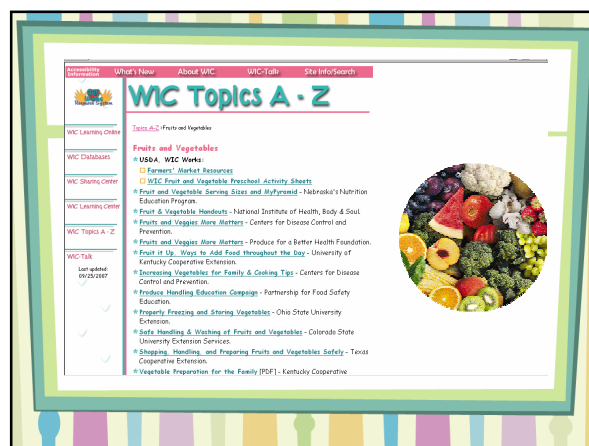 Accessibility
Information
What's New
About WIC
WIC-Talk
Site Info/Search
WIC Topics A - Z
Topics A-Z >Fruits and Vegetables
WIC Learning Online
WIC Databases
WIC Sharing Center
WIC Learning Center
WIC Topics A - Z
WIC-Talk
Last updated:
09/25/2007
Fruits and Vegetables
USDA, WIC Works:
Farmers' Market Resources
WIC Fruit and Vegetable Preschool Activity Sheets
Fruit and Vegetable Serving Sizes and MyPyramid - Nebraska's Nutrition
Education Program.
Fruit & Vegetable Handouts - National Institute of Health, Body & Soul.
Fruits and Veggies More Matters - Centers for Disease Control and
Prevention.
Fruits and Veggies More Matters - Produce for a Better Health Foundation.
Fruit it Up, Ways to Add Food throughout the Day - University of
Kentucky Cooperative Extension.
Increasing Vegetables for Family & Cooking Tips - Centers for Disease
Control and Prevention.
Produce Handling Education Campaign - Partnership for Food Safety
Education.
Properly Freezing and Storing Vegetables - Ohio State University
Extension.
Safe Handling & Washing of Fruits and Vegetables - Colorado State
University Extension Services.
Shopping, Handling, and Preparing Fruits and Vegetables Safely - Texas
Cooperative Extension.
Vegetable Preparation for the Family [PDF] - Kentucky Cooperative